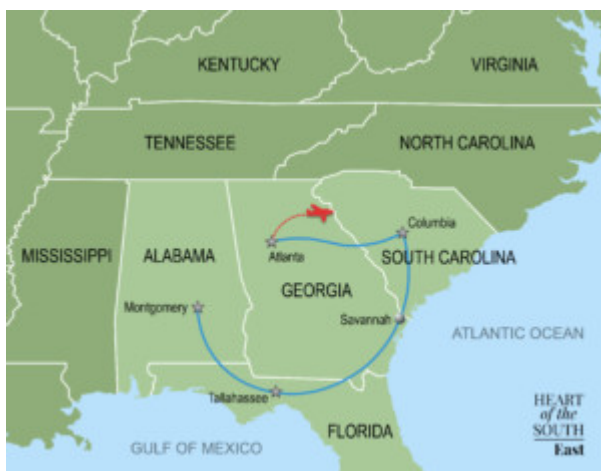 KENTUCKY
VIRGINIA
TENNESSEE
NORTH CAROLINA
Columbia
MISSISSIPPI
ALABAMA
Atlanta
SOUTH CAROLINA
GEORGIA
Montgomery
Savannah
ATLANTIC OCEAN
Tallahassee
HEART
of the
SOUTH
East
FLORIDA
GULF OF MEXICO